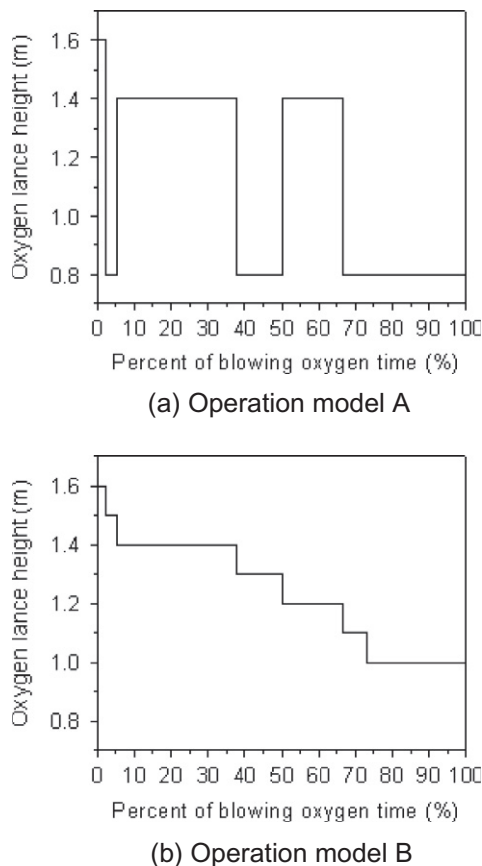 Oxygen lance height (m)
1.6
1.4
1.2
1.0
0.8
0 10 20 30 40 50 60 70 80 90 100
Percent of blowing oxygen time (%)
(a) Operation model A
Oxygen lance height (m)
1.6
1.4
1.2
1.0
0.8
0 10 20 30 40 50 60 70 80 90 100
Percent of blowing oxygen time (%)
(b) Operation model B